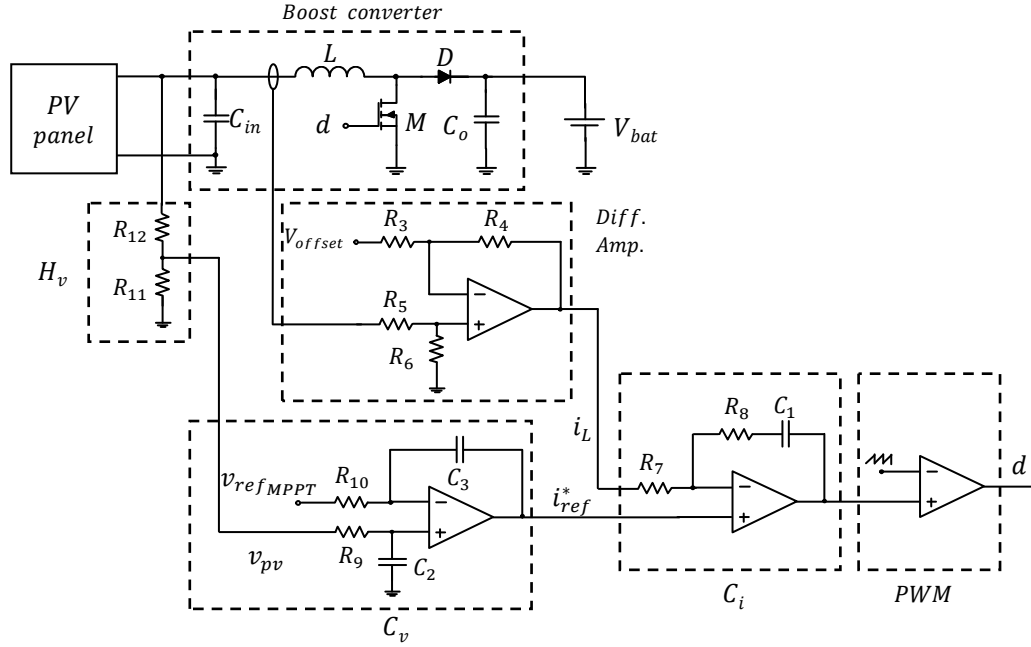 Boost converter
PV
panel
L
D
C_in
d
M
C_o
V_bat
R_12
H_v
R_11
V_offset
R_3
R_4
Diff.
Amp.
R_5
R_6
−
+
i_L
v_ref_MPPT
R_10
C_3
−
+
R_9
C_2
v_pv
C_v
i*_ref
R_7
R_8
C_1
−
+
C_i
−
+
d
PWM